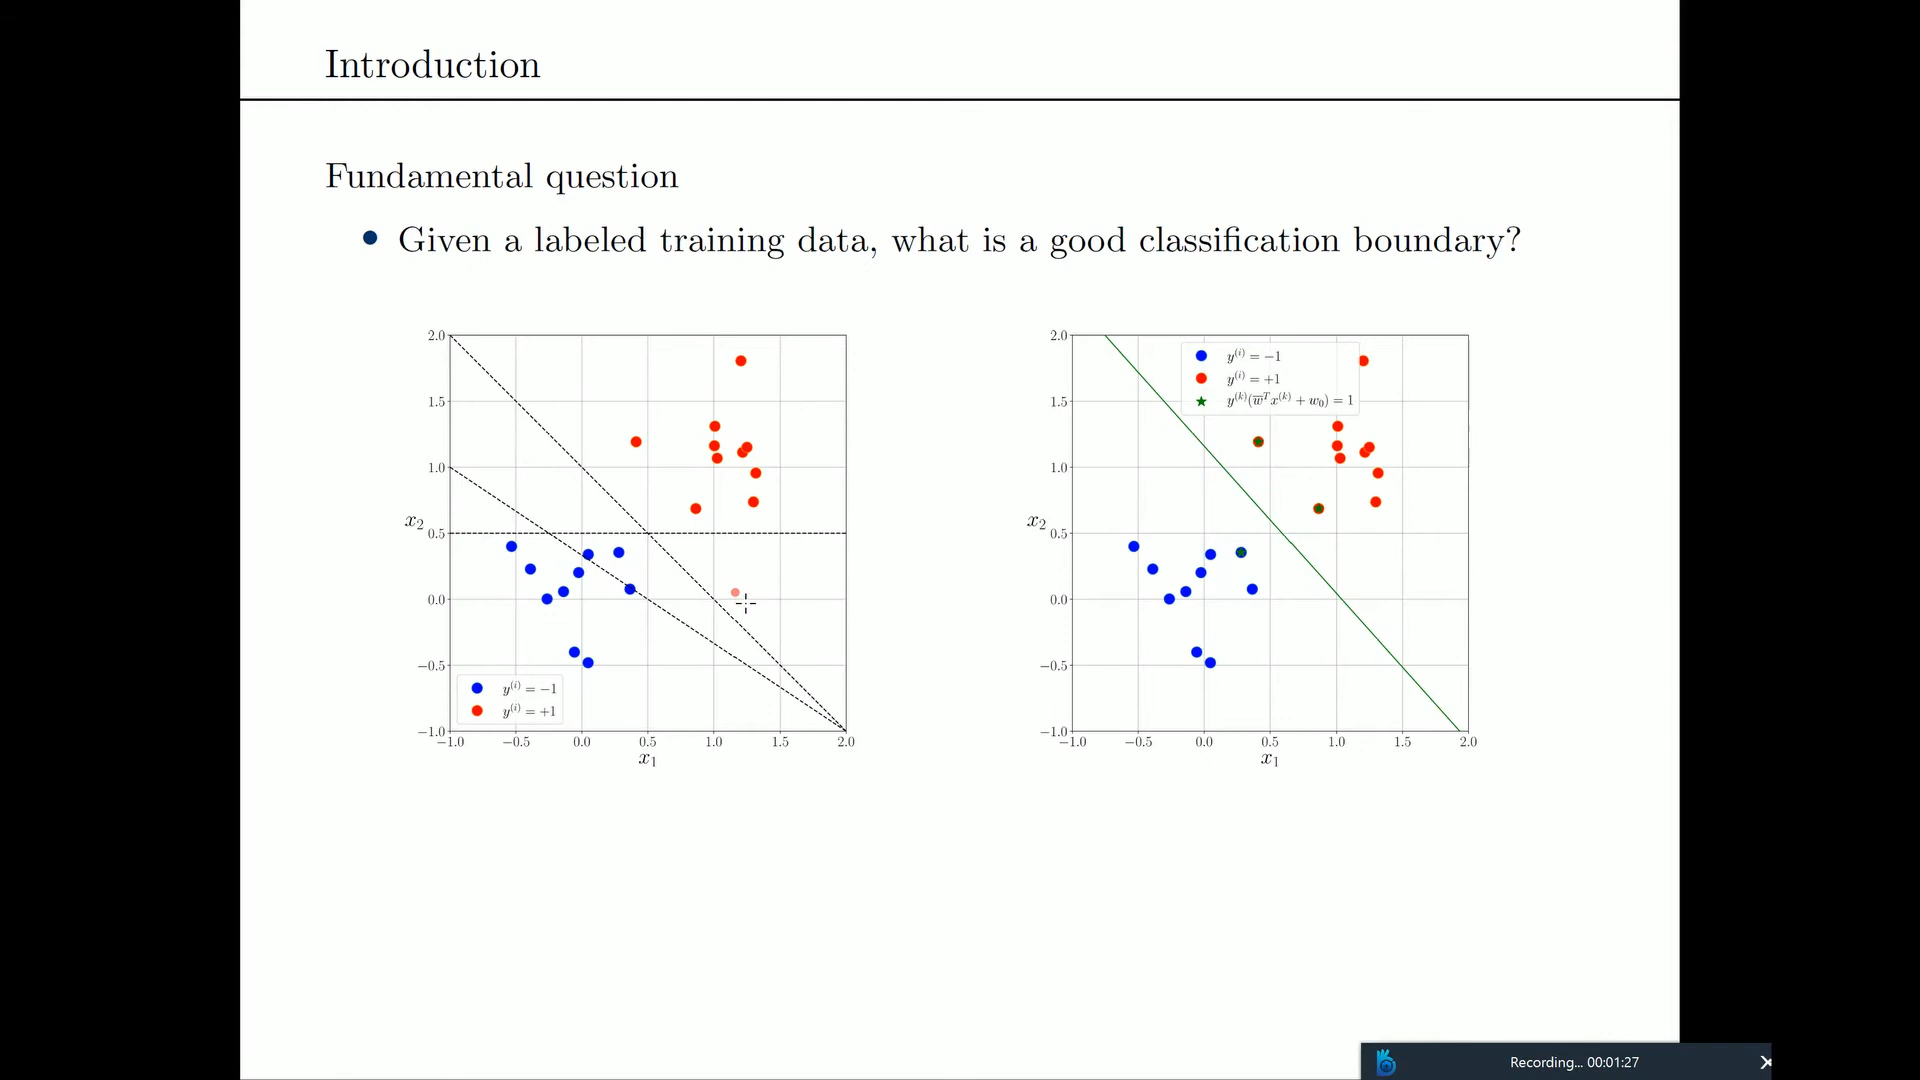 Introduction
Fundamental question
• Given a labeled training data, what is a good classification boundary?
2.0
1.5
1.0
x₂
0.5
0.0
−0.5
−1.0
y⁽ⁱ⁾ = −1
y⁽ⁱ⁾ = +1
−1.0 −0.5 0.0 0.5 1.0 1.5 2.0
x₁
2.0
1.5
1.0
x₂
0.5
0.0
−0.5
−1.0
y⁽ⁱ⁾ = −1
y⁽ⁱ⁾ = +1
y⁽ᵏ⁾(w̅ᵀx⁽ᵏ⁾ + w₀) = 1
−1.0 −0.5 0.0 0.5 1.0 1.5 2.0
x₁
Recording... 00:01:27